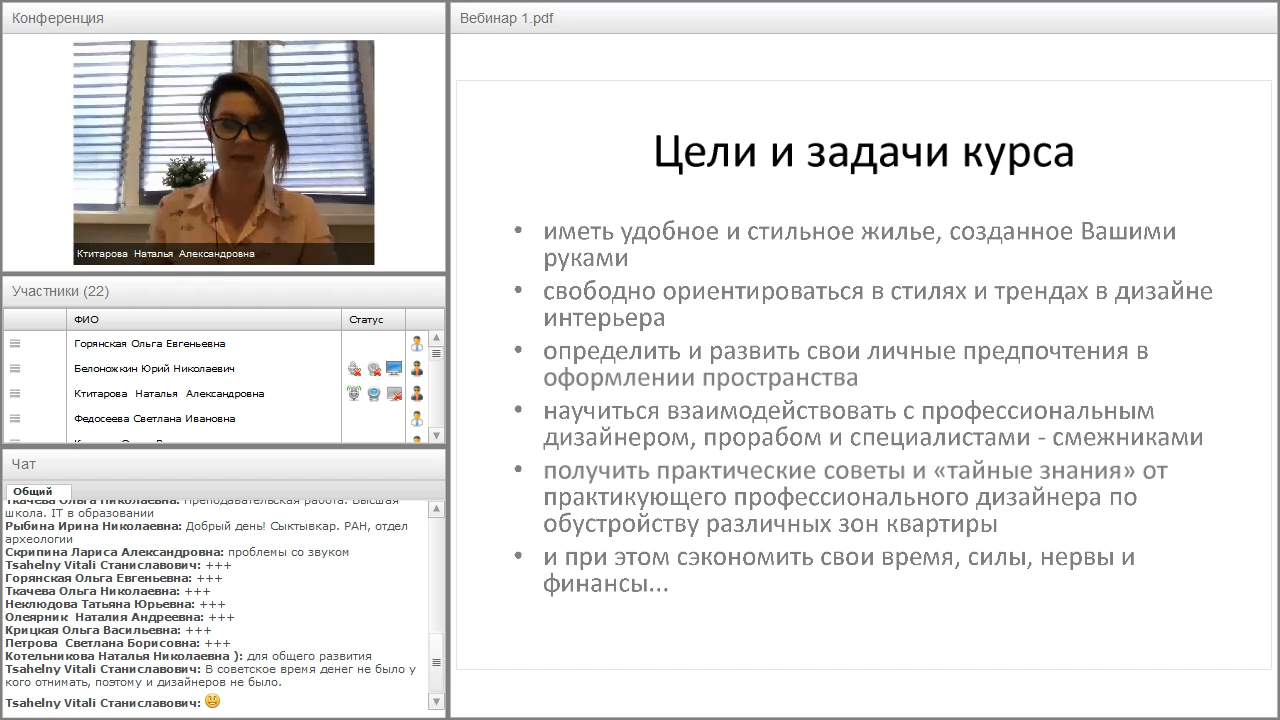 Конференция
Ктитарова Наталья Александровна
Участники (22)
ФИО
Статус
Горянская Ольга Евгеньевна
Белоножкин Юрий Николаевич
Ктитарова Наталья Александровна
Федосеева Светлана Ивановна
Чат
Общий
Ткачева Ольга Николаевна: Преподавательская работа. Высшая
школа. IT в образовании
Рыбина Ирина Николаевна: Добрый день! Сыктывкар. РАН, отдел
археологии
Скрипина Лариса Александровна: проблемы со звуком
Tsahelny Vitali Станиславович: +++
Горянская Ольга Евгеньевна: +++
Ткачева Ольга Николаевна: +++
Неклюдова Татьяна Юрьевна: +++
Олеярник Наталия Андреевна: +++
Крицкая Ольга Васильевна: +++
Петрова Светлана Борисовна: +++
Котельникова Наталья Николаевна ): для общего развития
Tsahelny Vitali Станиславович: В советское время денег не было у
кого отнимать, поэтому и дизайнеров не было.
Tsahelny Vitali Станиславович:
Вебинар 1.pdf
Цели и задачи курса
• иметь удобное и стильное жилье, созданное Вашими
руками
• свободно ориентироваться в стилях и трендах в дизайне
интерьера
• определить и развить свои личные предпочтения в
оформлении пространства
• научиться взаимодействовать с профессиональным
дизайнером, прорабом и специалистами - смежниками
• получить практические советы и «тайные знания» от
практикующего профессионального дизайнера по
обустройству различных зон квартиры
• и при этом сэкономить свои время, силы, нервы и
финансы...